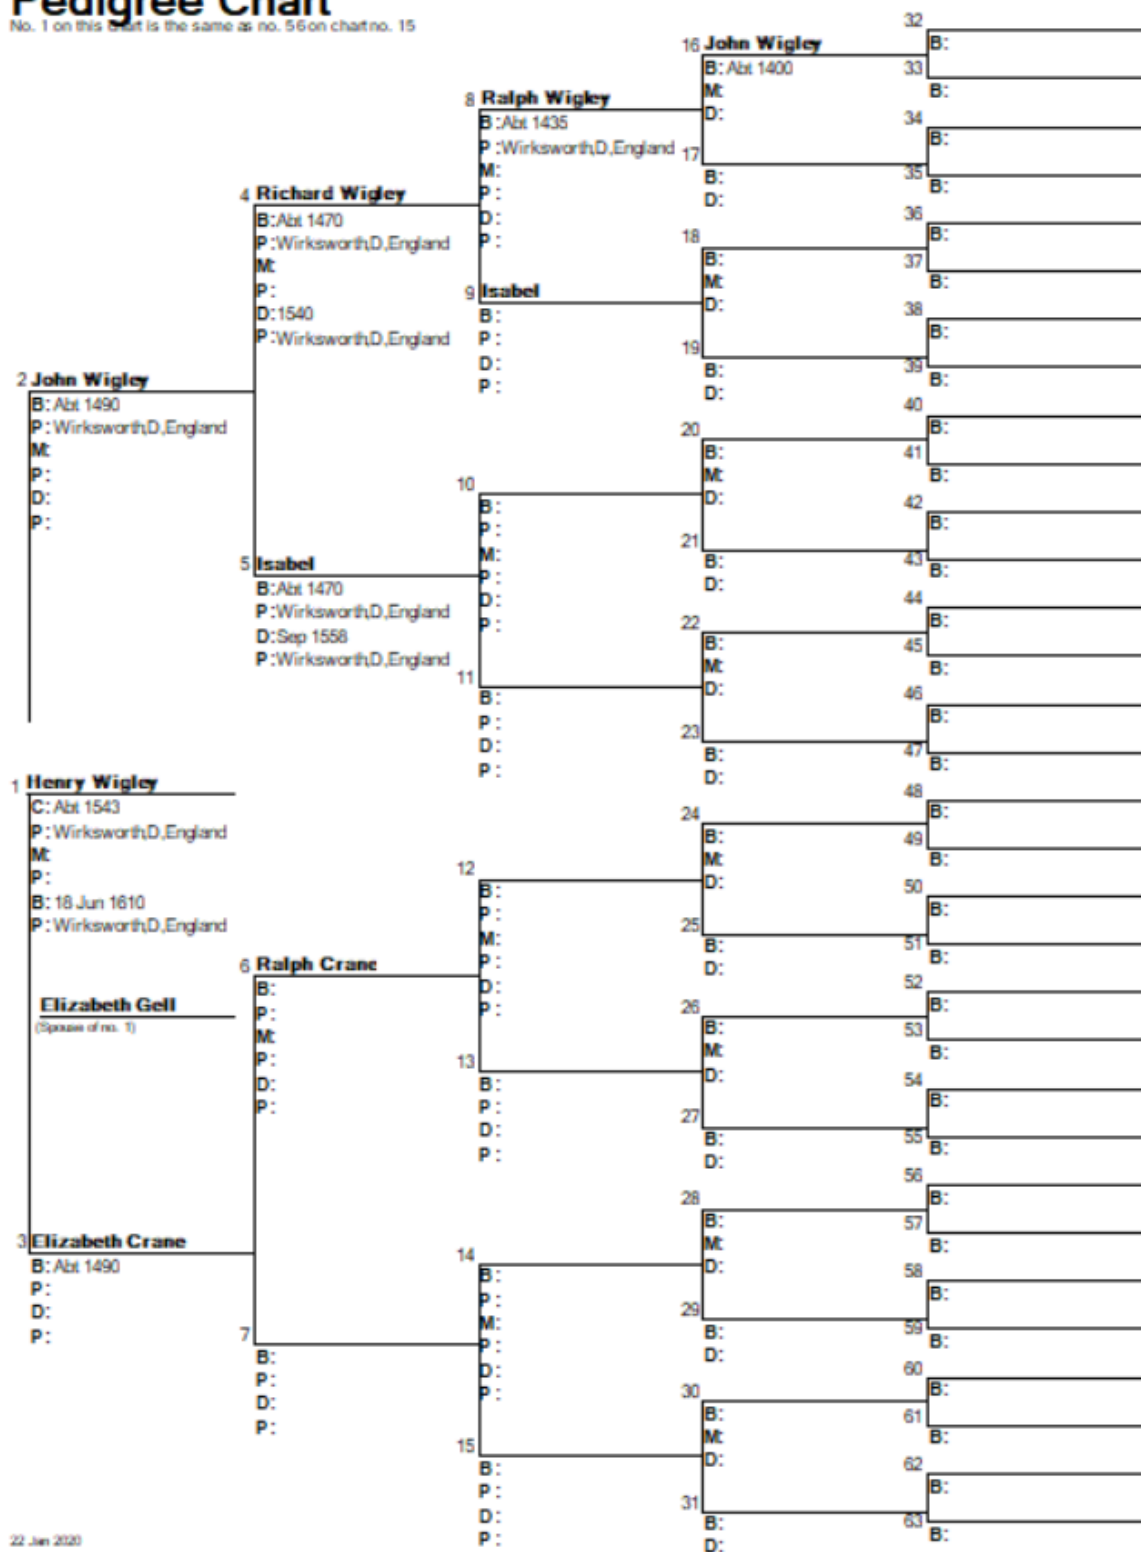 Pedigree Chart
No. 1 on this chart is the same as no. 56 on chart no. 15
2 John Wigley
B: Abt 1490
P: Wirksworth,D,England
M:
P:
D:
P:
1 Henry Wigley
C: Abt 1543
P: Wirksworth,D,England
M:
P:
B: 18 Jun 1610
P: Wirksworth,D,England
Elizabeth Gell
(Spouse of no. 1)
3 Elizabeth Crane
B: Abt 1490
P:
D:
P:
4 Richard Wigley
B: Abt 1470
P: Wirksworth,D,England
M:
P:
D: 1540
P: Wirksworth,D,England
5 Isabel
B: Abt 1470
P: Wirksworth,D,England
D: Sep 1558
P: Wirksworth,D,England
6 Ralph Crane
B:
P:
M:
P:
D:
P:
7
B:
P:
D:
P:
8 Ralph Wigley
B: Abt 1435
P: Wirksworth,D,England
M:
P:
D:
P:
9 Isabel
B:
P:
D:
P:
10
B:
P:
M:
P:
D:
P:
11
B:
P:
D:
P:
12
B:
P:
M:
P:
D:
P:
13
B:
P:
D:
P:
14
B:
P:
M:
P:
D:
P:
15
B:
P:
D:
P:
16 John Wigley
B: Abt 1400
M:
D:
17
B:
D:
18
B:
M:
D:
19
B:
D:
20
B:
M:
D:
21
B:
D:
22
B:
M:
D:
23
B:
D:
24
B:
M:
D:
25
B:
D:
26
B:
M:
D:
27
B:
D:
28
B:
M:
D:
29
B:
D:
30
B:
M:
D:
31
B:
D:
32
B:
33
B:
34
B:
35
B:
36
B:
37
B:
38
B:
39
B:
40
B:
41
B:
42
B:
43
B:
44
B:
45
B:
46
B:
47
B:
48
B:
49
B:
50
B:
51
B:
52
B:
53
B:
54
B:
55
B:
56
B:
57
B:
58
B:
59
B:
60
B:
61
B:
62
B:
63
B:
22 Jan 2020